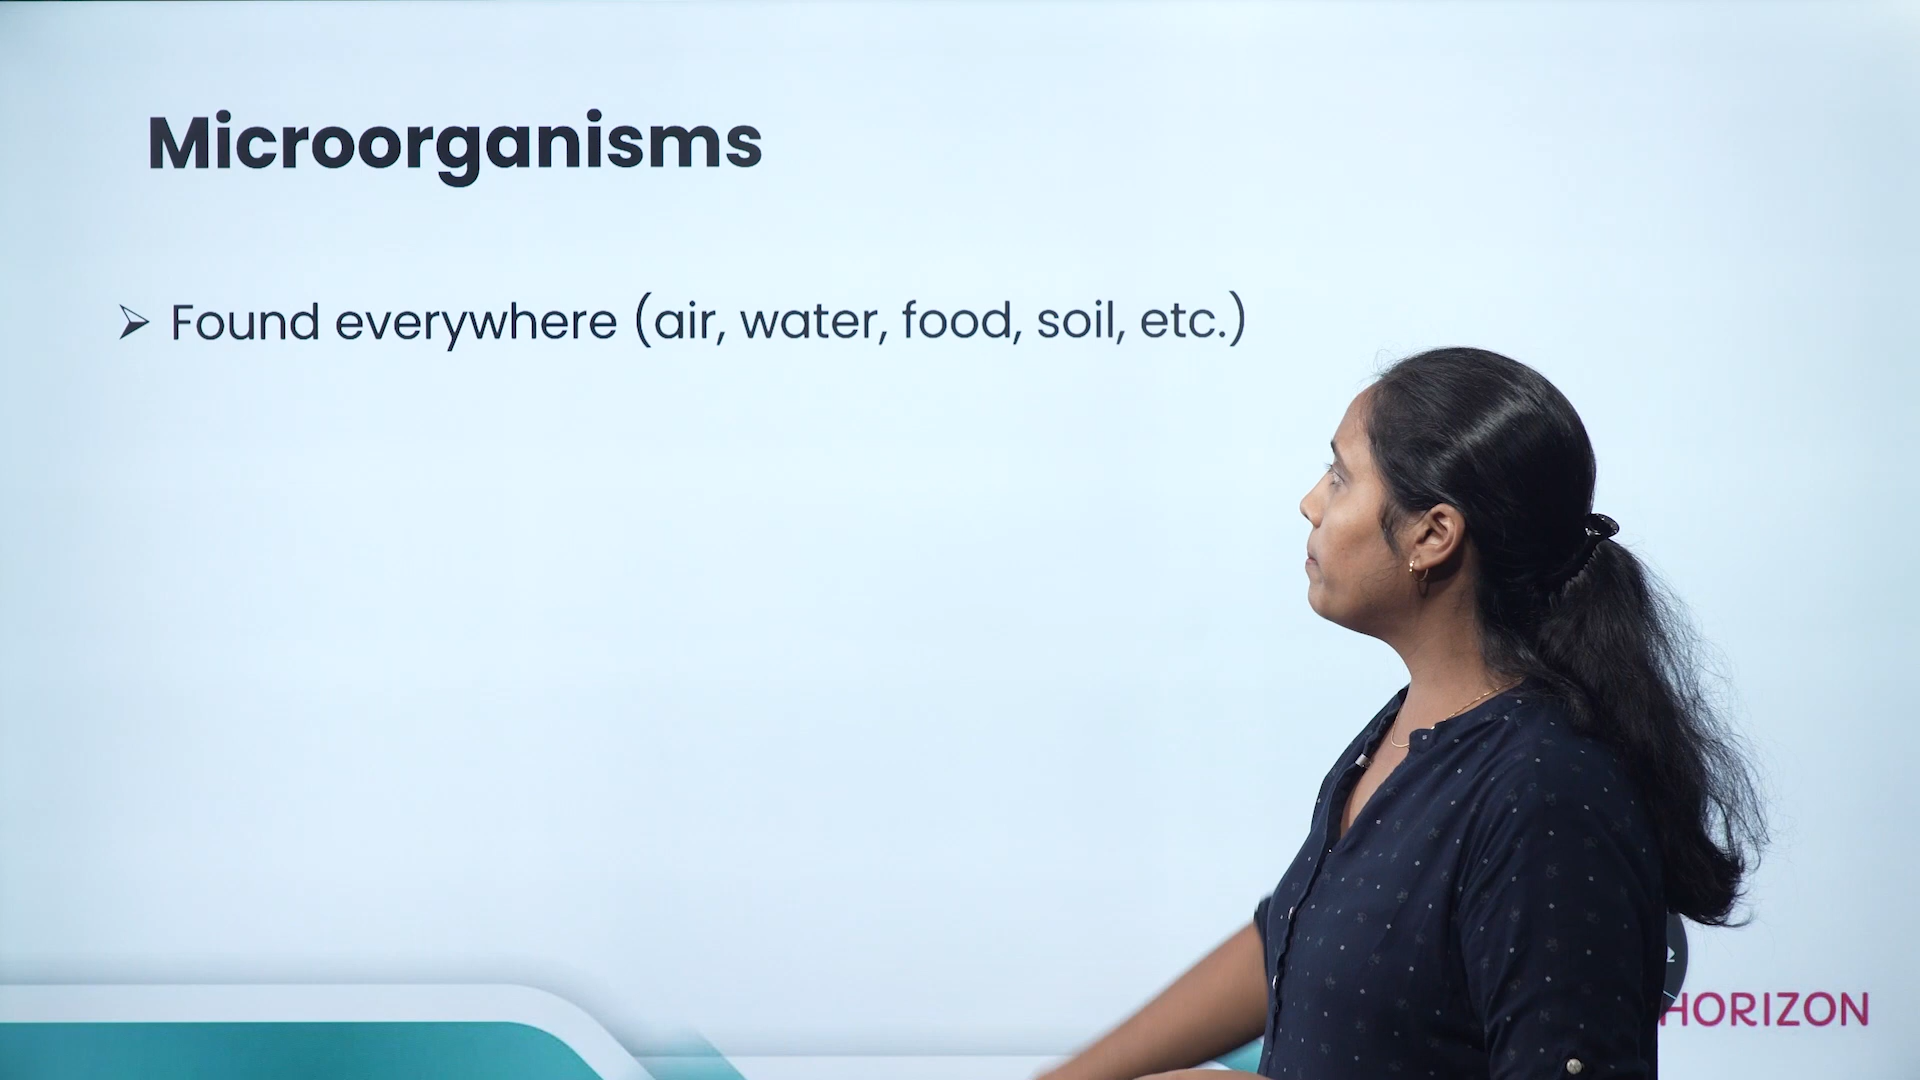 Microorganisms
➢ Found everywhere (air, water, food, soil, etc.)
HORIZON